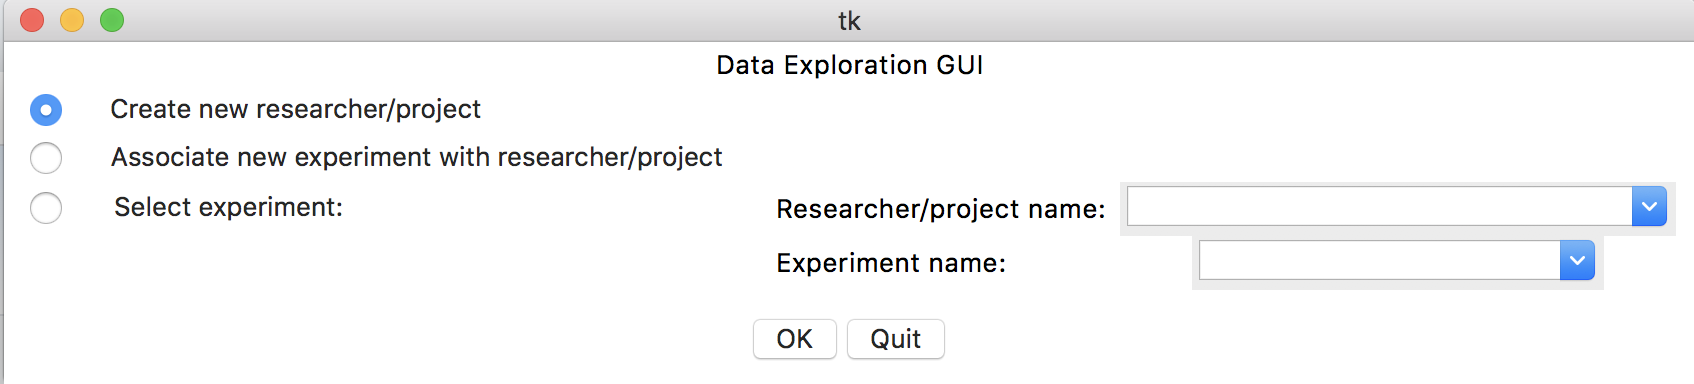 tk
Data Exploration GUI
Create new researcher/project
Associate new experiment with researcher/project
Select experiment: Researcher/project name:
Experiment name:
OK Quit